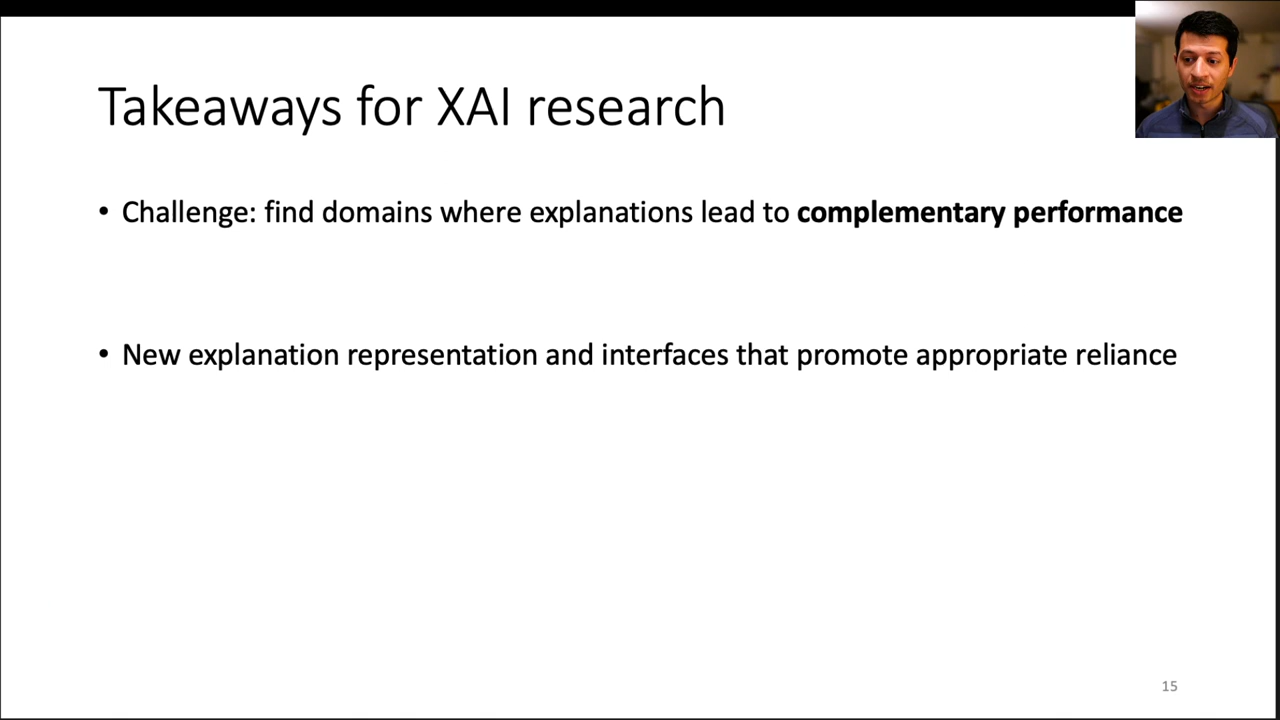 Takeaways for XAI research
• Challenge: find domains where explanations lead to complementary performance
• New explanation representation and interfaces that promote appropriate reliance
15